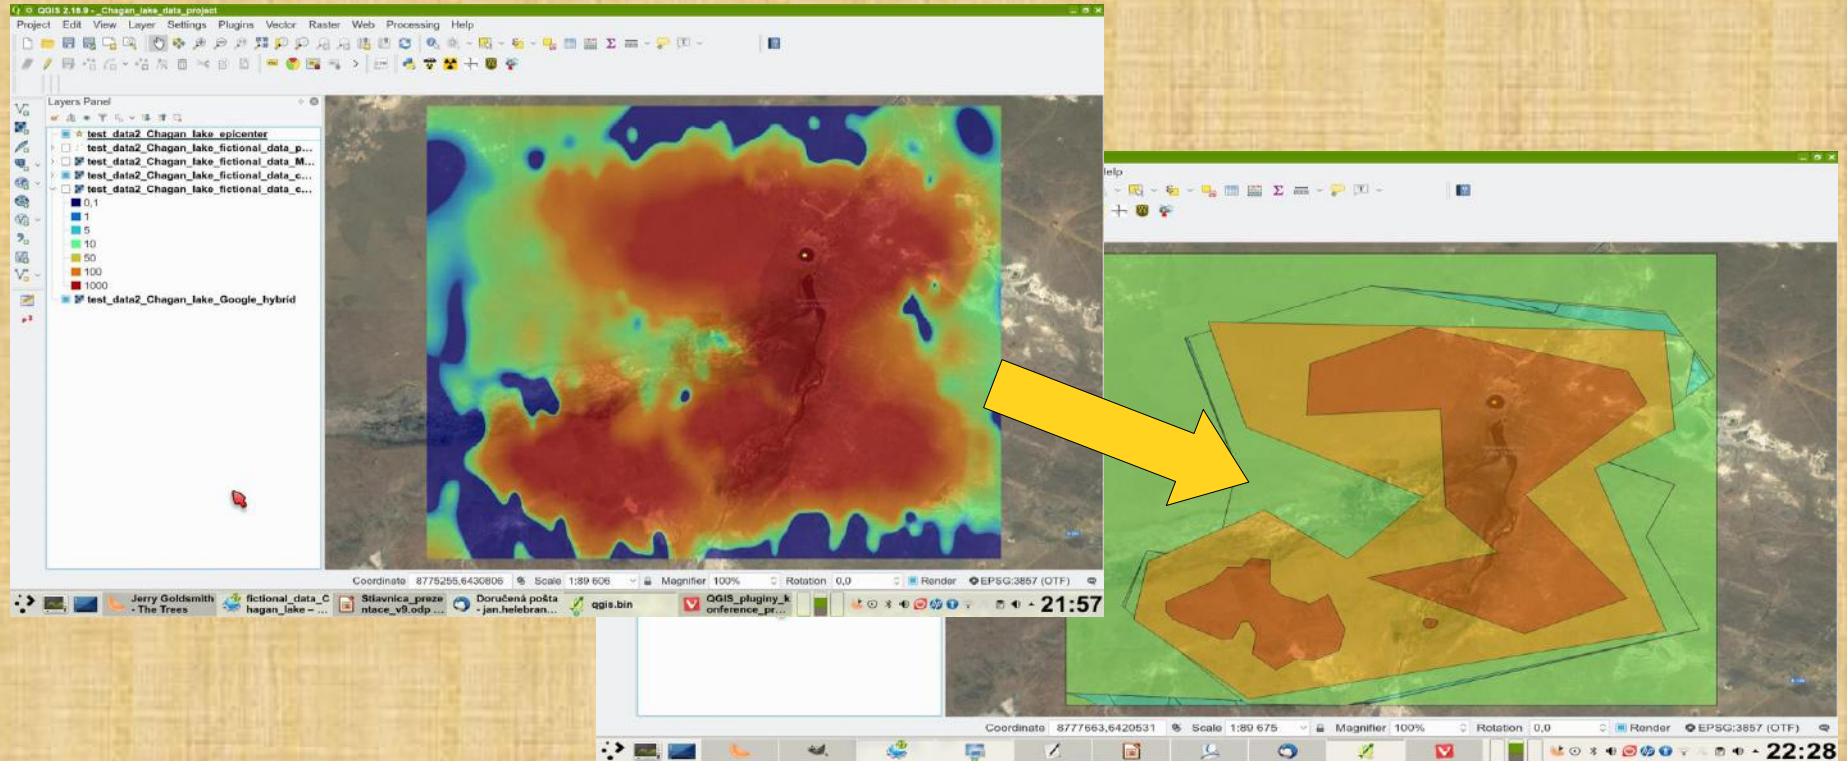 QGIS 2.18.9 - _Chagan_lake_data_project
Project Edit View Layer Settings Plugins Vector Raster Web Processing Help
Layers Panel
test_data2_Chagan_lake_epicenter
test_data2_Chagan_lake_fictional_data_p...
test_data2_Chagan_lake_fictional_data_M...
test_data2_Chagan_lake_fictional_data_c...
test_data2_Chagan_lake_fictional_data_c...
0,1
1
5
10
50
100
1000
test_data2_Chagan_lake_Google_hybrid
Coordinate 8775255,6430806 Scale 1:89 606 Magnifier 100% Rotation 0,0 Render EPSG:3857 (OTF)
Jerry Goldsmith
- The Trees
fictional_data_C
hagan_lake – ...
Stiavnica_preze
ntace_v9.odp ...
Doručená pošta
- jan.helebran...
qgis.bin
QGIS_pluginy_k
onference_pr...
21:57
Help
Coordinate 8777663,6420531 Scale 1:89 675 Magnifier 100% Rotation 0,0 Render EPSG:3857 (OTF)
22:28